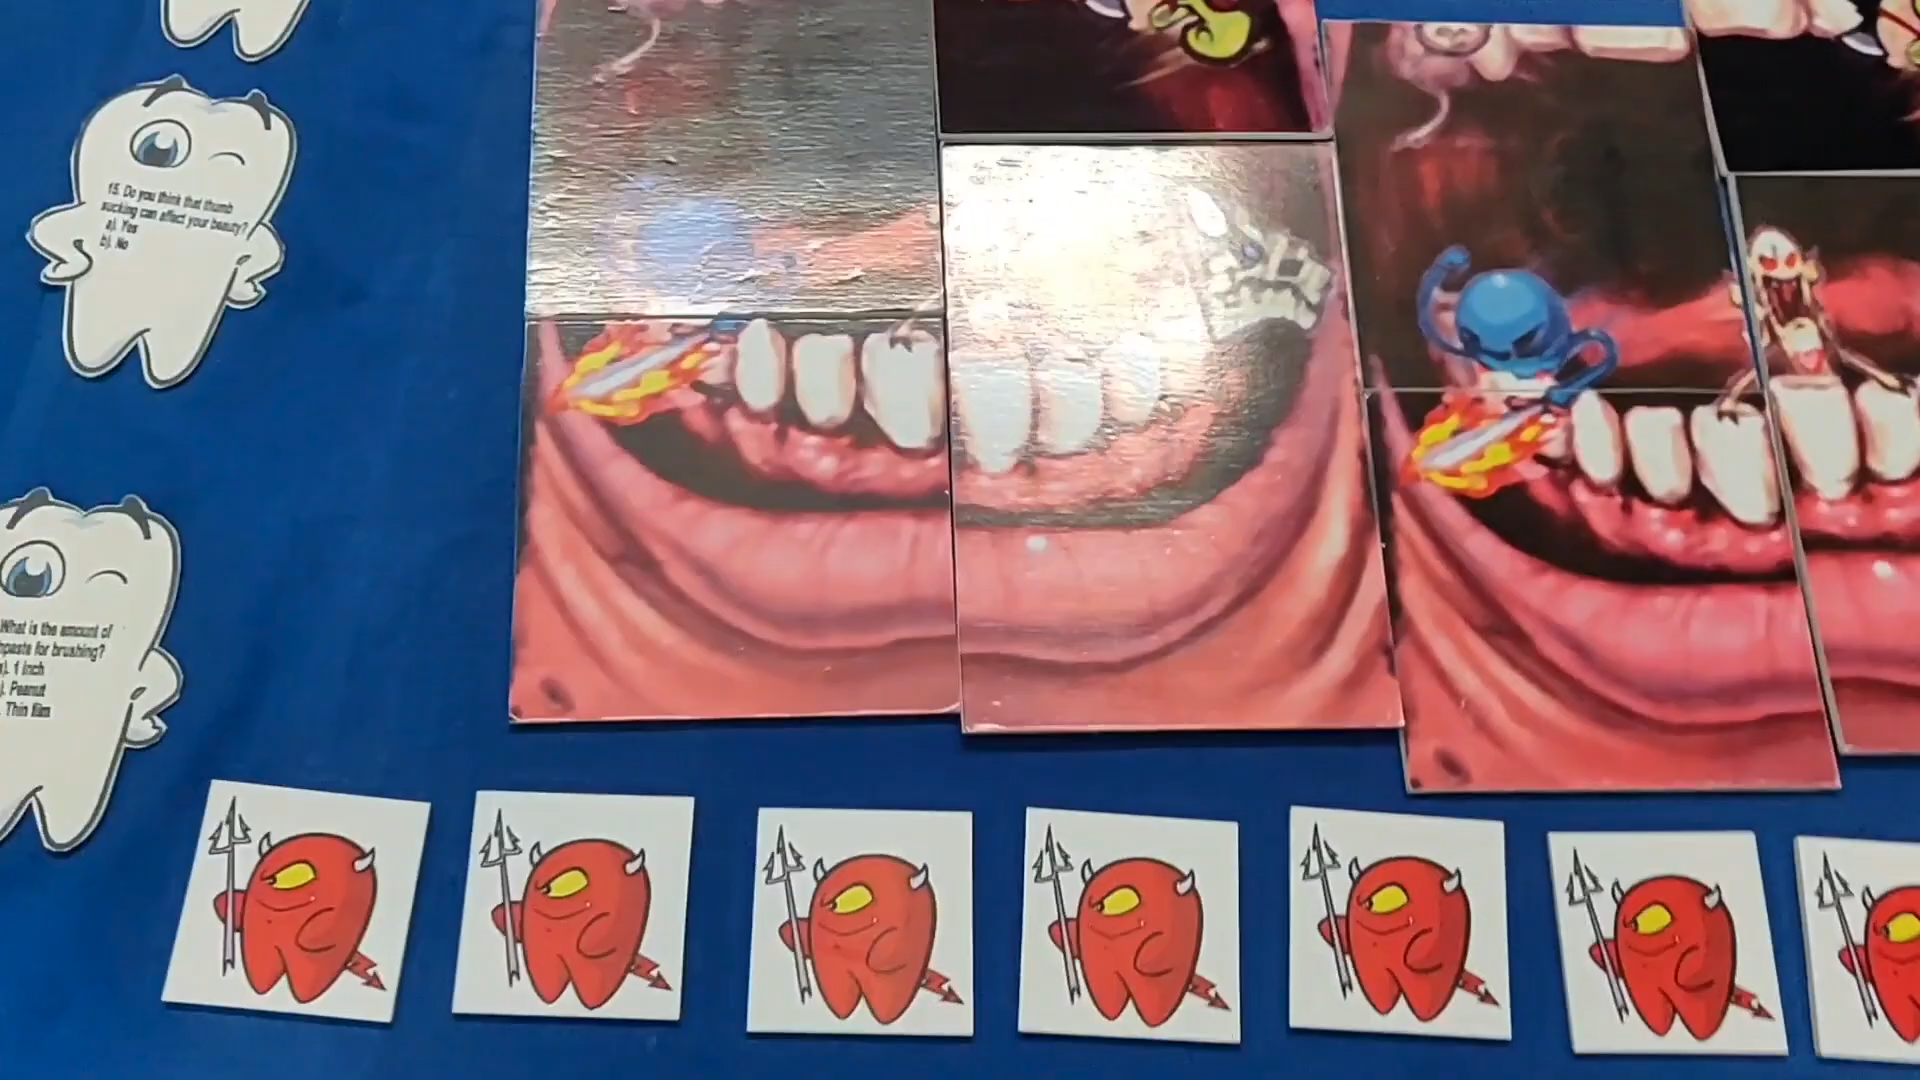 15. Do you think that thumb
sucking can affect your beauty?
a). Yes
b). No
What is the amount of
paste for brushing?
1 inch
Peanut
Thin film